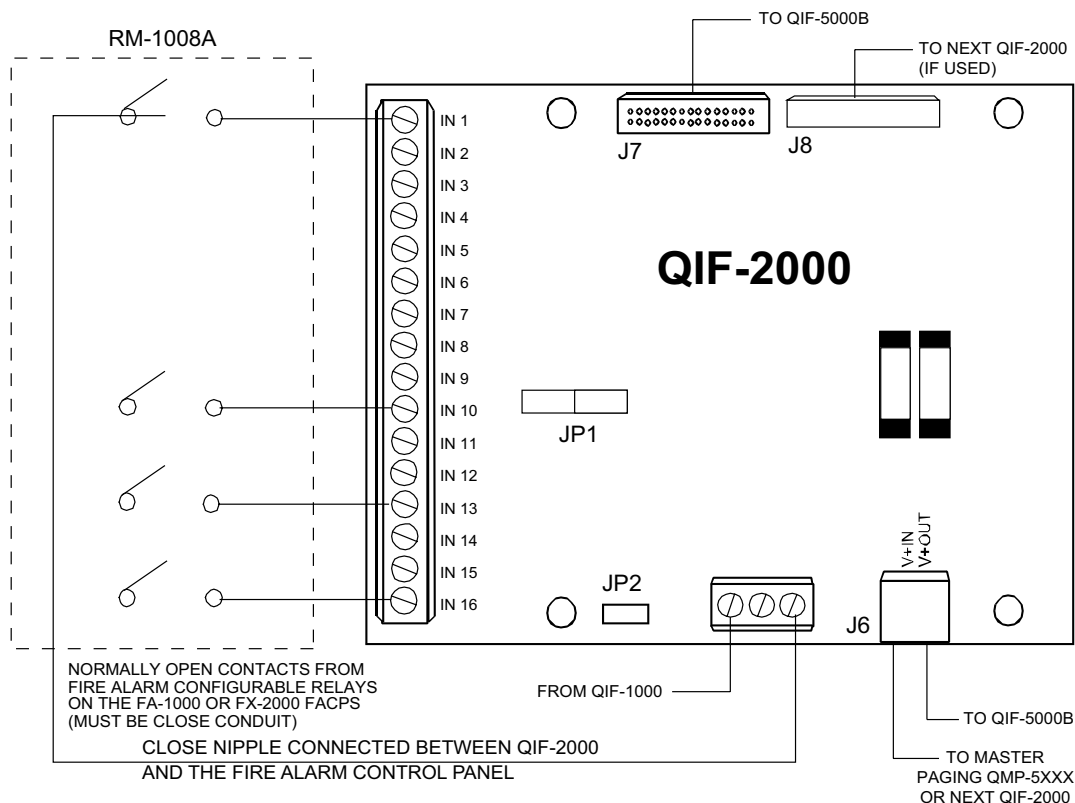 RM-1008A
TO QIF-5000B
TO NEXT QIF-2000
(IF USED)
J7
J8
IN 1
IN 2
IN 3
IN 4
IN 5
IN 6
IN 7
IN 8
IN 9
IN 10
IN 11
IN 12
IN 13
IN 14
IN 15
IN 16
QIF-2000
JP1
JP2
V+IN
V+OUT
J6
NORMALLY OPEN CONTACTS FROM
FIRE ALARM CONFIGURABLE RELAYS
ON THE FA-1000 OR FX-2000 FACPS
(MUST BE CLOSE CONDUIT)
FROM QIF-1000
TO QIF-5000B
CLOSE NIPPLE CONNECTED BETWEEN QIF-2000
AND THE FIRE ALARM CONTROL PANEL
TO MASTER
PAGING QMP-5XXX
OR NEXT QIF-2000